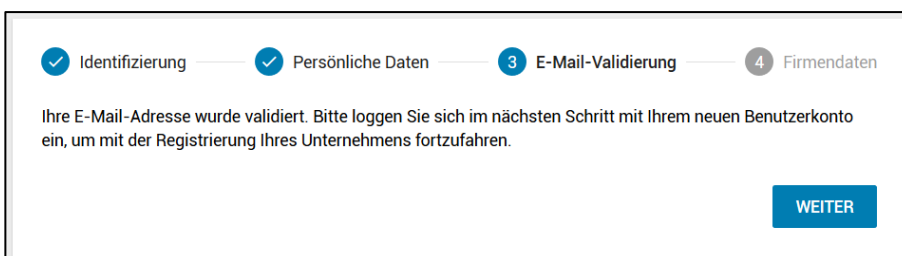 Identifizierung Persönliche Daten 3 E-Mail-Validierung 4 Firmendaten
Ihre E-Mail-Adresse wurde validiert. Bitte loggen Sie sich im nächsten Schritt mit Ihrem neuen Benutzerkonto
ein, um mit der Registrierung Ihres Unternehmens fortzufahren.
WEITER